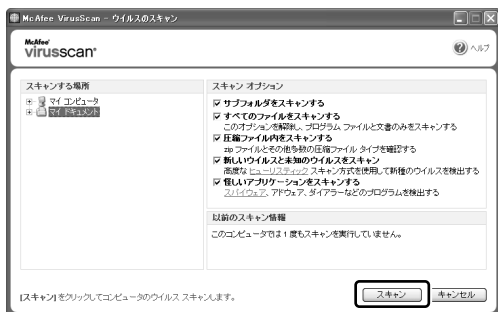 McAfee VirusScan - ウイルスのスキャン
McAfee
virusscan
ヘルプ
スキャンする場所
マイ コンピュータ
マイ ドキュメント
スキャン オプション
サブフォルダをスキャンする
すべてのファイルをスキャンする
このオプションを解除し、プログラム ファイルと文書のみをスキャンする
圧縮ファイル内をスキャンする
zip ファイルとその他多数の圧縮ファイル タイプを確認する
新しいウイルスと未知のウイルスをスキャン
高度な ヒューリスティック スキャン方式を使用して新種のウイルスを検出する
怪しいアプリケーションをスキャンする
スパイウェア、アドウェア、ダイアラーなどのプログラムを検出する
以前のスキャン情報
このコンピュータでは 1 度もスキャンを実行していません。
[スキャン] をクリックしてコンピュータのウイルス スキャンします。
スキャン
キャンセル